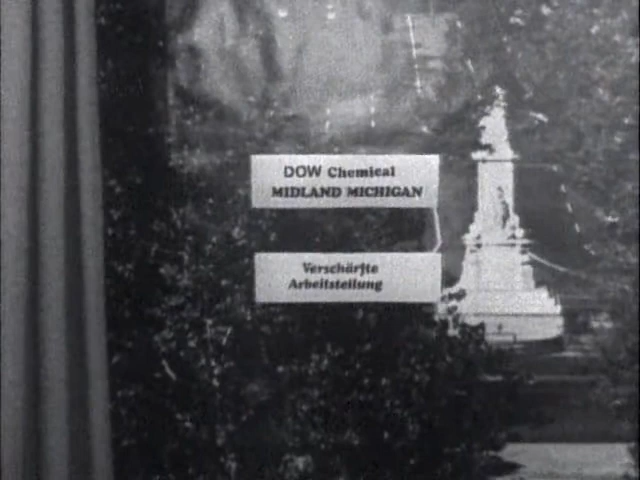 DOW Chemical
MIDLAND MICHIGAN
Verschärfte
Arbeitsteilung